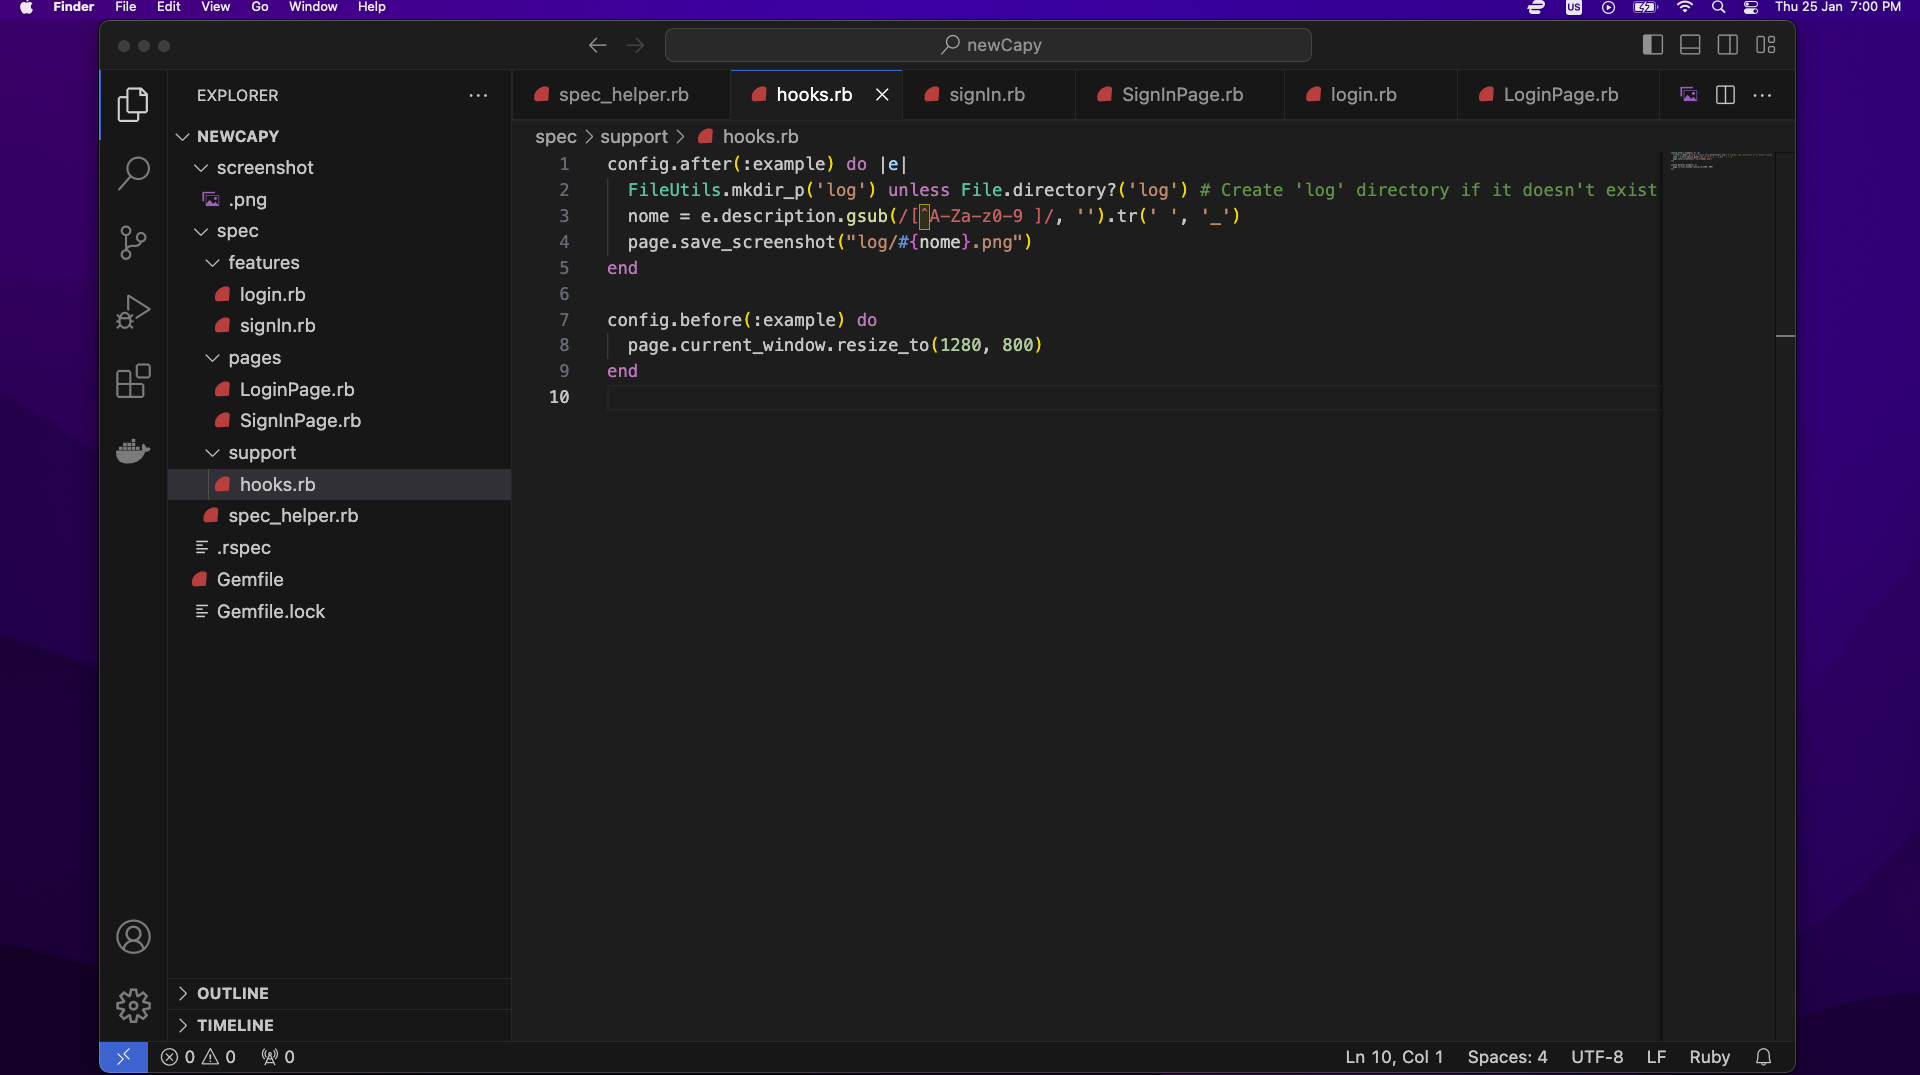 Finder File Edit View Go Window Help US Thu 25 Jan 7:00 PM
newCapy
EXPLORER
NEWCAPY
screenshot
.png
spec
features
login.rb
signIn.rb
pages
LoginPage.rb
SignInPage.rb
support
hooks.rb
spec_helper.rb
.rspec
Gemfile
Gemfile.lock
OUTLINE
TIMELINE
spec_helper.rb hooks.rb signIn.rb SignInPage.rb login.rb LoginPage.rb
spec > support > hooks.rb
1 config.after(:example) do |e|
2 FileUtils.mkdir_p('log') unless File.directory?('log') # Create 'log' directory if it doesn't exist
3 nome = e.description.gsub(/[^A-Za-z0-9 ]/, '').tr(' ', '_')
4 page.save_screenshot("log/#{nome}.png")
5 end
6
7 config.before(:example) do
8 page.current_window.resize_to(1280, 800)
9 end
10
0 0 0 Ln 10, Col 1 Spaces: 4 UTF-8 LF Ruby